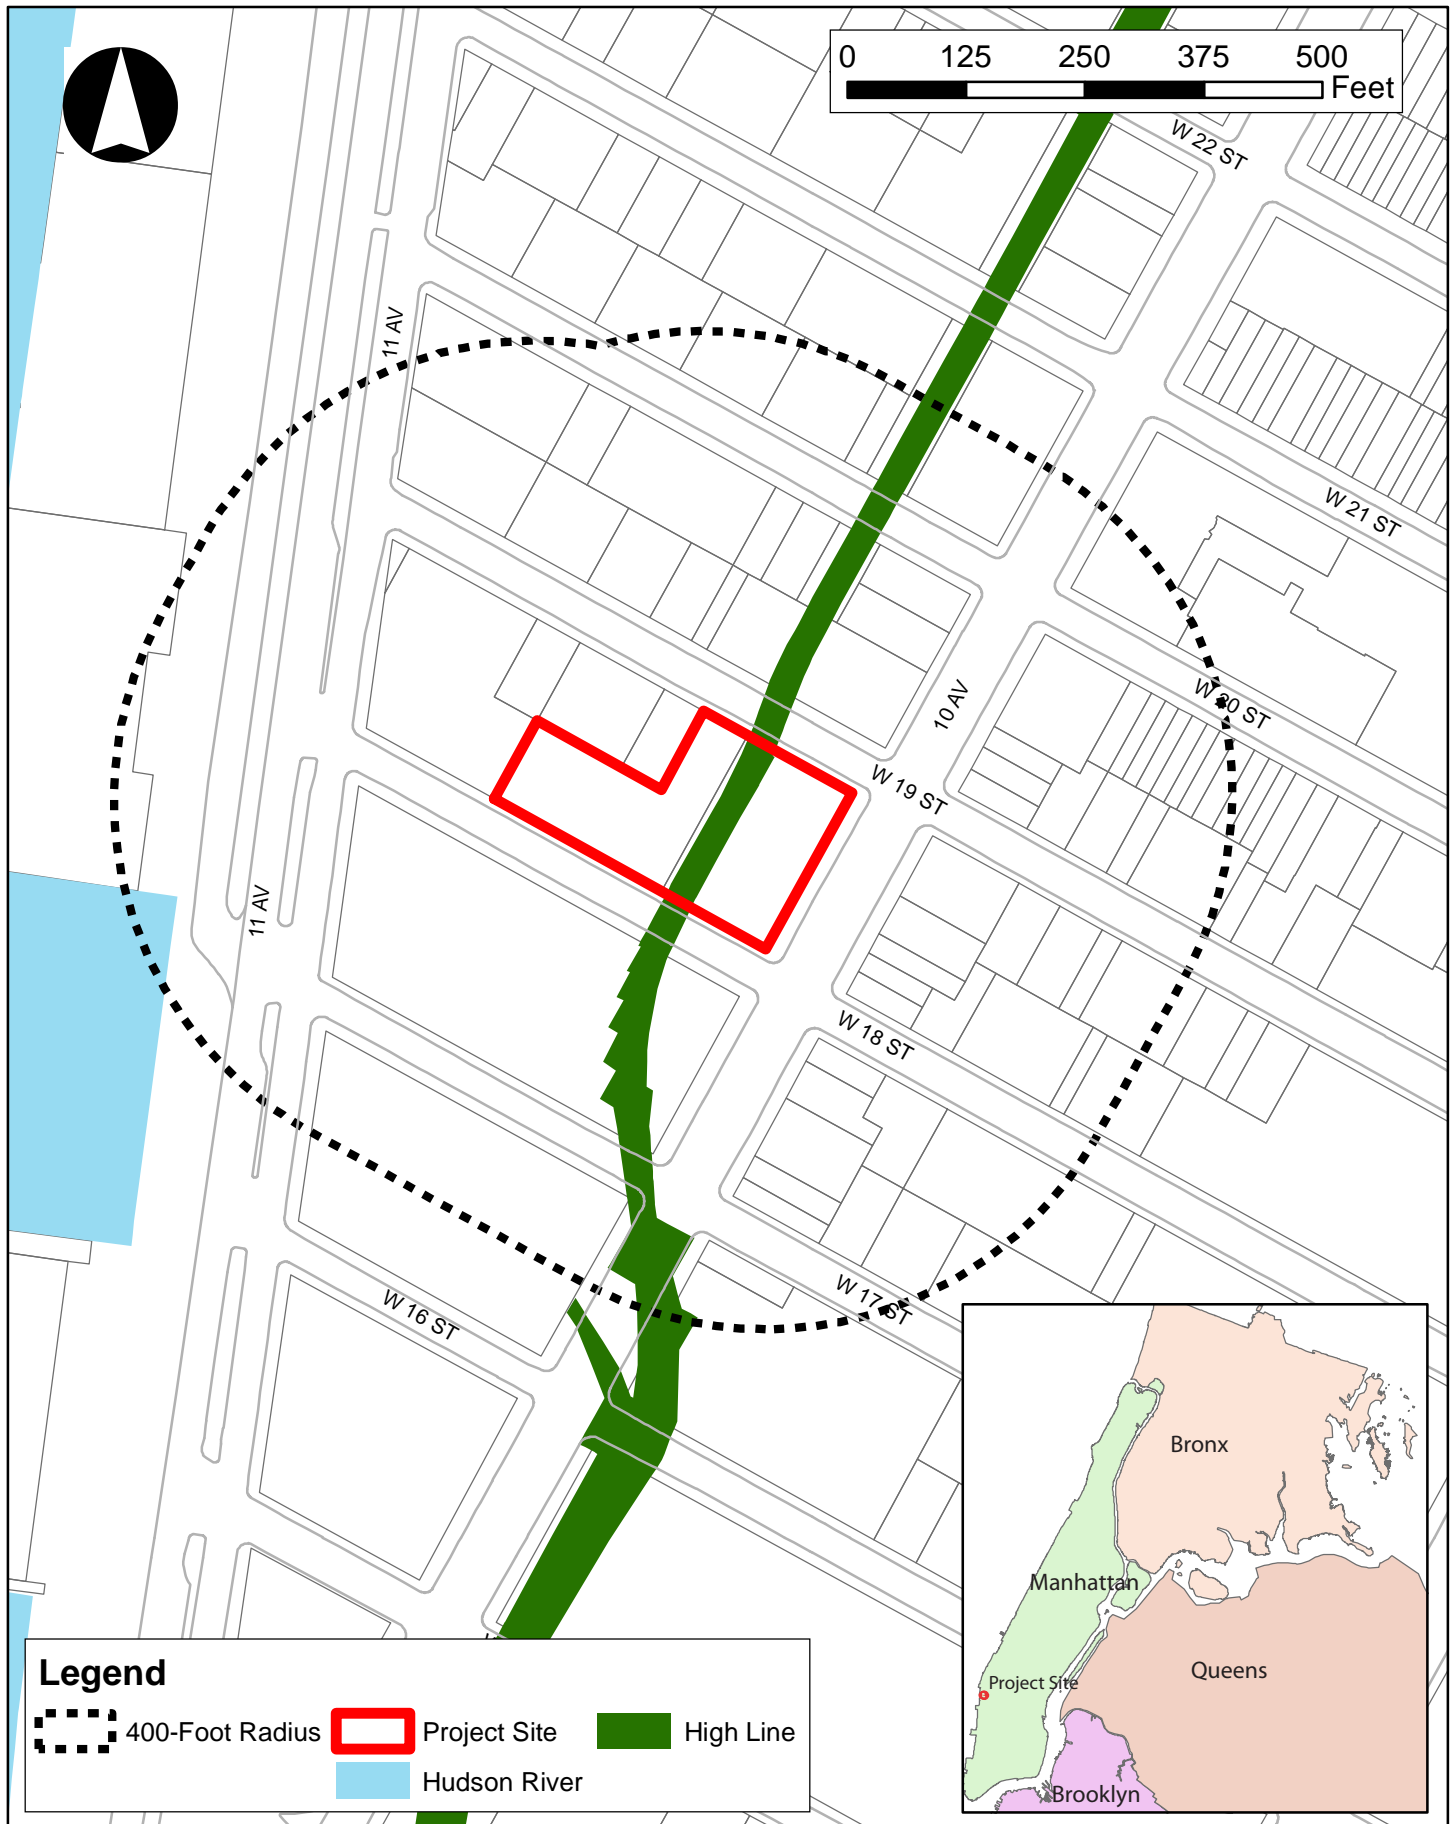 0 125 250 375 500
Feet
W 22 ST
11 AV
W 21 ST
10 AV
W 20 ST
W 19 ST
11 AV
W 18 ST
W 17 ST
W 16 ST
Bronx
Manhattan
Queens
Project Site
Brooklyn
Legend
400-Foot Radius
Project Site
High Line
Hudson River